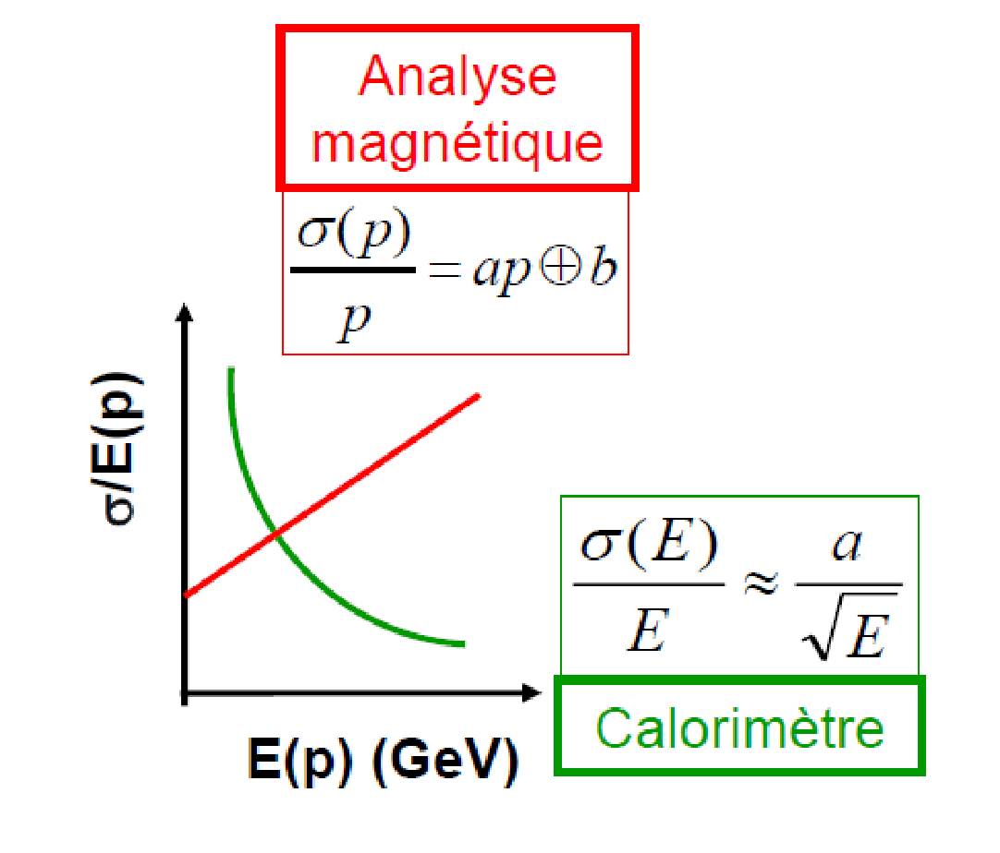 Analyse
magnétique
σ(p)/p = ap ⊕ b
σ/E(p)
σ(E)/E ≈ a/√E
Calorimètre
E(p) (GeV)